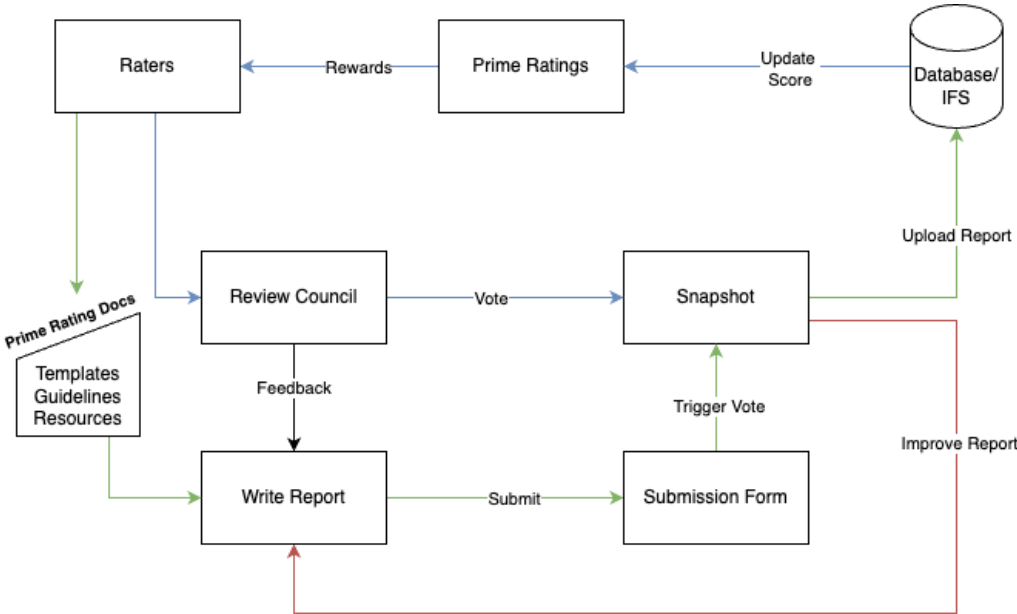 Raters
Rewards
Prime Ratings
Update
Score
Database/
IFS
Upload Report
Review Council
Vote
Snapshot
Prime Rating Docs
Templates
Guidelines
Resources
Feedback
Trigger Vote
Improve Report
Write Report
Submit
Submission Form